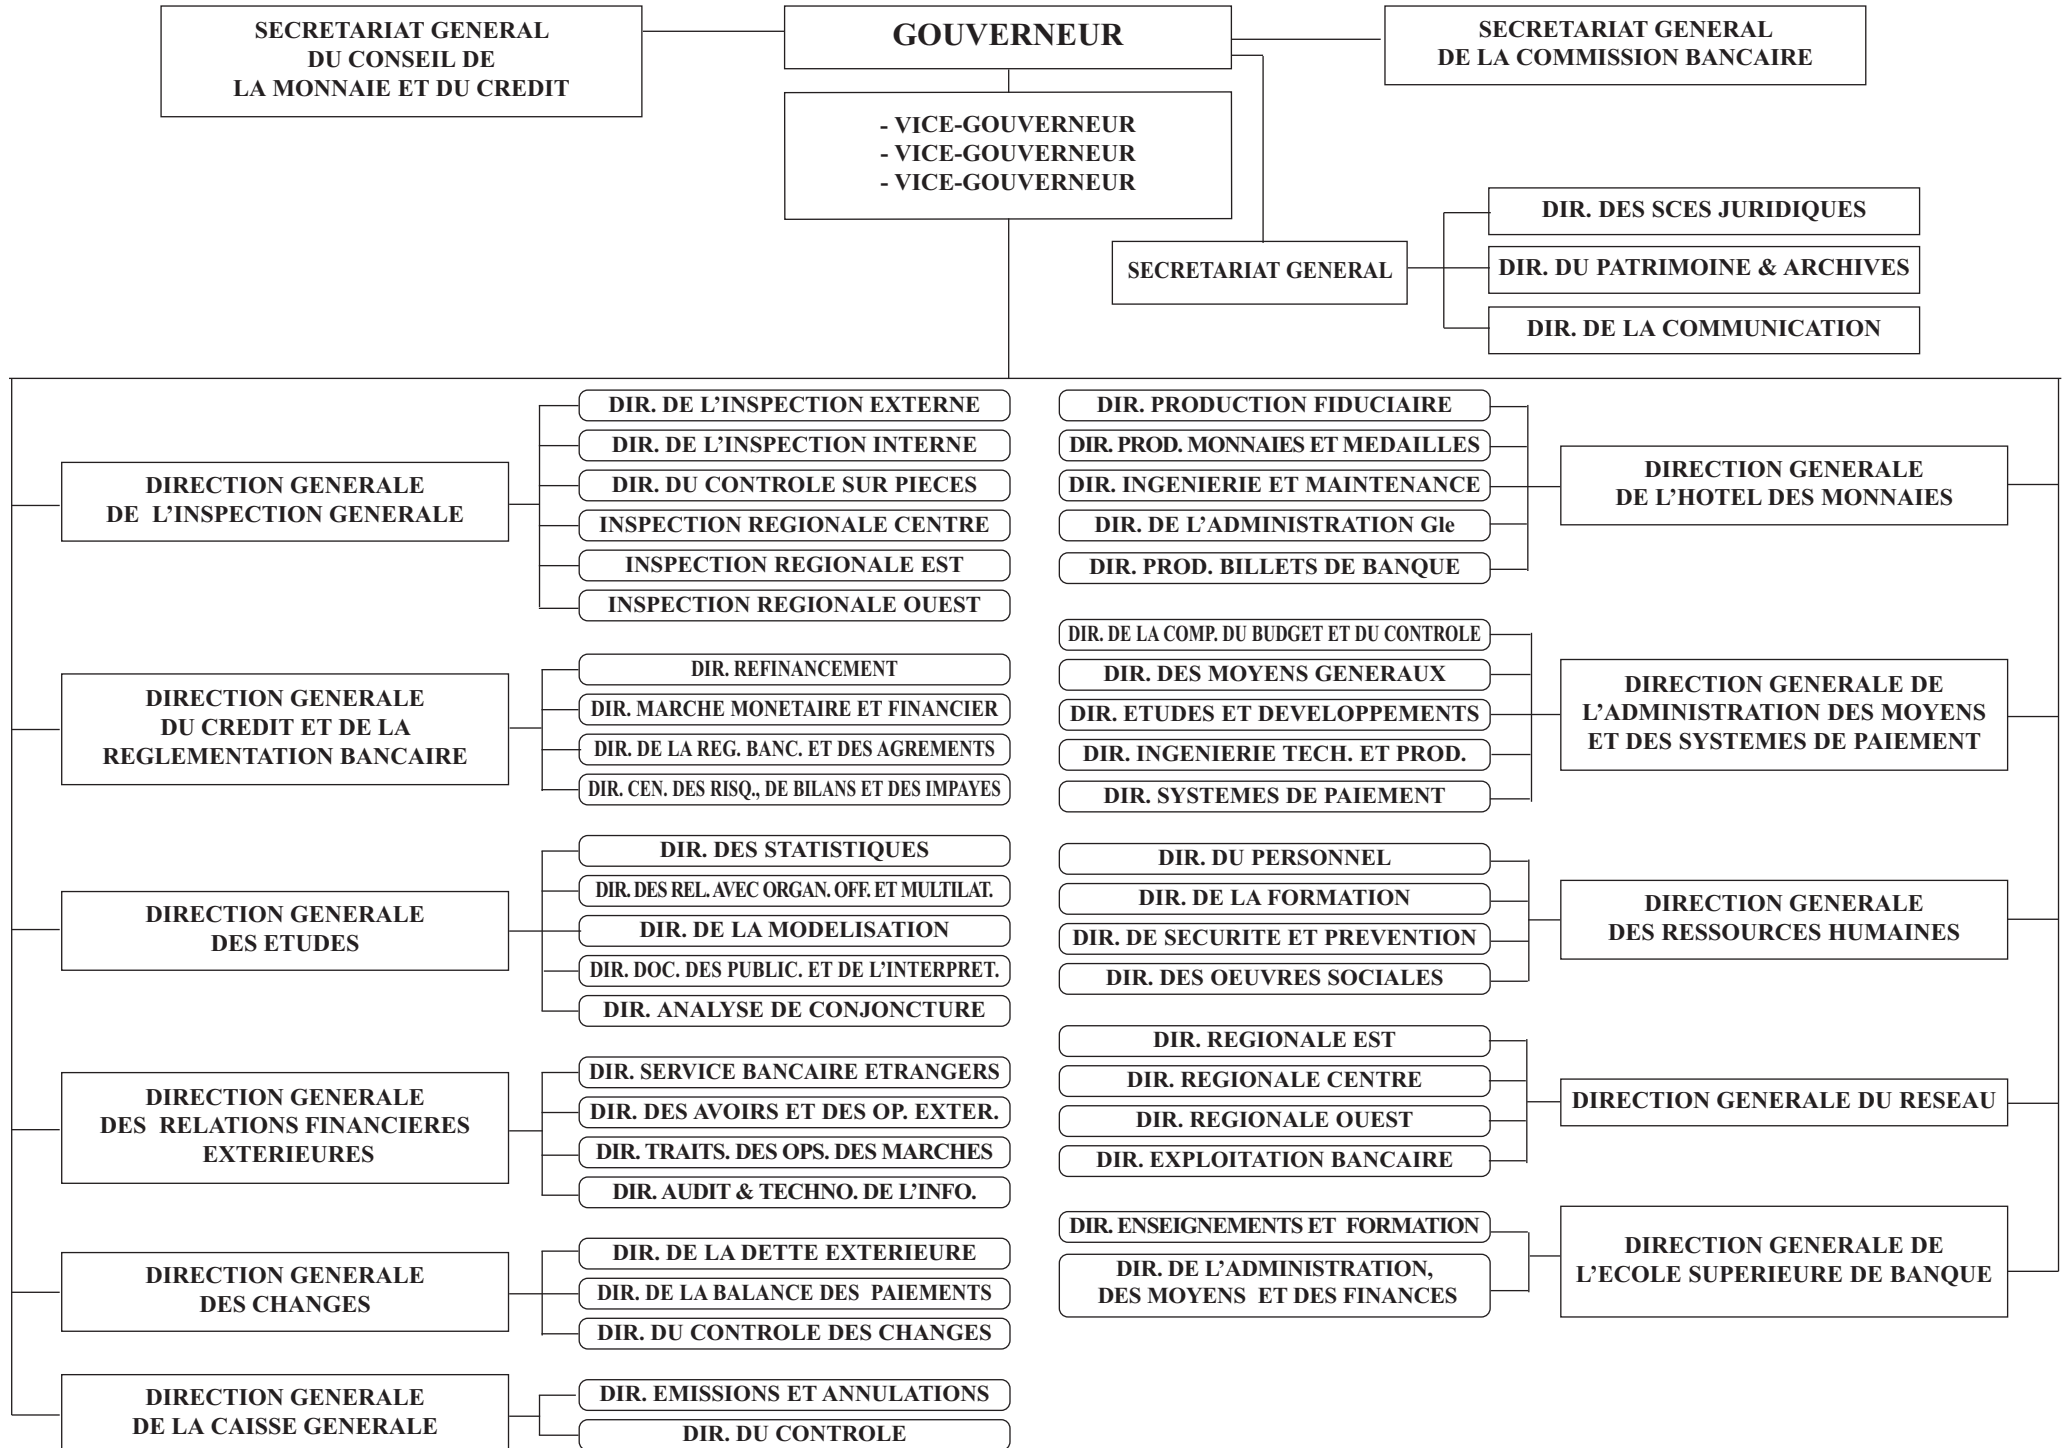 SECRETARIAT GENERAL
DU CONSEIL DE
LA MONNAIE ET DU CREDIT
GOUVERNEUR
SECRETARIAT GENERAL
DE LA COMMISSION BANCAIRE
- VICE-GOUVERNEUR
- VICE-GOUVERNEUR
- VICE-GOUVERNEUR
SECRETARIAT GENERAL
DIR. DES SCES JURIDIQUES
DIR. DU PATRIMOINE & ARCHIVES
DIR. DE LA COMMUNICATION
DIRECTION GENERALE
DE L'INSPECTION GENERALE
DIR. DE L'INSPECTION EXTERNE
DIR. DE L'INSPECTION INTERNE
DIR. DU CONTROLE SUR PIECES
INSPECTION REGIONALE CENTRE
INSPECTION REGIONALE EST
INSPECTION REGIONALE OUEST
DIRECTION GENERALE
DU CREDIT ET DE LA
REGLEMENTATION BANCAIRE
DIR. REFINANCEMENT
DIR. MARCHE MONETAIRE ET FINANCIER
DIR. DE LA REG. BANC. ET DES AGREMENTS
DIR. CEN. DES RISQ., DE BILANS ET DES IMPAYES
DIRECTION GENERALE
DES ETUDES
DIR. DES STATISTIQUES
DIR. DES REL. AVEC ORGAN. OFF. ET MULTILAT.
DIR. DE LA MODELISATION
DIR. DOC. DES PUBLIC. ET DE L'INTERPRET.
DIR. ANALYSE DE CONJONCTURE
DIRECTION GENERALE
DES RELATIONS FINANCIERES
EXTERIEURES
DIR. SERVICE BANCAIRE ETRANGERS
DIR. DES AVOIRS ET DES OP. EXTER.
DIR. TRAITS. DES OPS. DES MARCHES
DIR. AUDIT & TECHNO. DE L'INFO.
DIRECTION GENERALE
DES CHANGES
DIR. DE LA DETTE EXTERIEURE
DIR. DE LA BALANCE DES PAIEMENTS
DIR. DU CONTROLE DES CHANGES
DIRECTION GENERALE
DE LA CAISSE GENERALE
DIR. EMISSIONS ET ANNULATIONS
DIR. DU CONTROLE
DIR. PRODUCTION FIDUCIAIRE
DIR. PROD. MONNAIES ET MEDAILLES
DIR. INGENIERIE ET MAINTENANCE
DIR. DE L'ADMINISTRATION Gle
DIR. PROD. BILLETS DE BANQUE
DIRECTION GENERALE
DE L'HOTEL DES MONNAIES
DIR. DE LA COMP. DU BUDGET ET DU CONTROLE
DIR. DES MOYENS GENERAUX
DIR. ETUDES ET DEVELOPPEMENTS
DIR. INGENIERIE TECH. ET PROD.
DIR. SYSTEMES DE PAIEMENT
DIRECTION GENERALE DE
L'ADMINISTRATION DES MOYENS
ET DES SYSTEMES DE PAIEMENT
DIR. DU PERSONNEL
DIR. DE LA FORMATION
DIR. DE SECURITE ET PREVENTION
DIR. DES OEUVRES SOCIALES
DIRECTION GENERALE
DES RESSOURCES HUMAINES
DIR. REGIONALE EST
DIR. REGIONALE CENTRE
DIR. REGIONALE OUEST
DIR. EXPLOITATION BANCAIRE
DIRECTION GENERALE DU RESEAU
DIR. ENSEIGNEMENTS ET FORMATION
DIR. DE L'ADMINISTRATION,
DES MOYENS ET DES FINANCES
DIRECTION GENERALE DE
L'ECOLE SUPERIEURE DE BANQUE